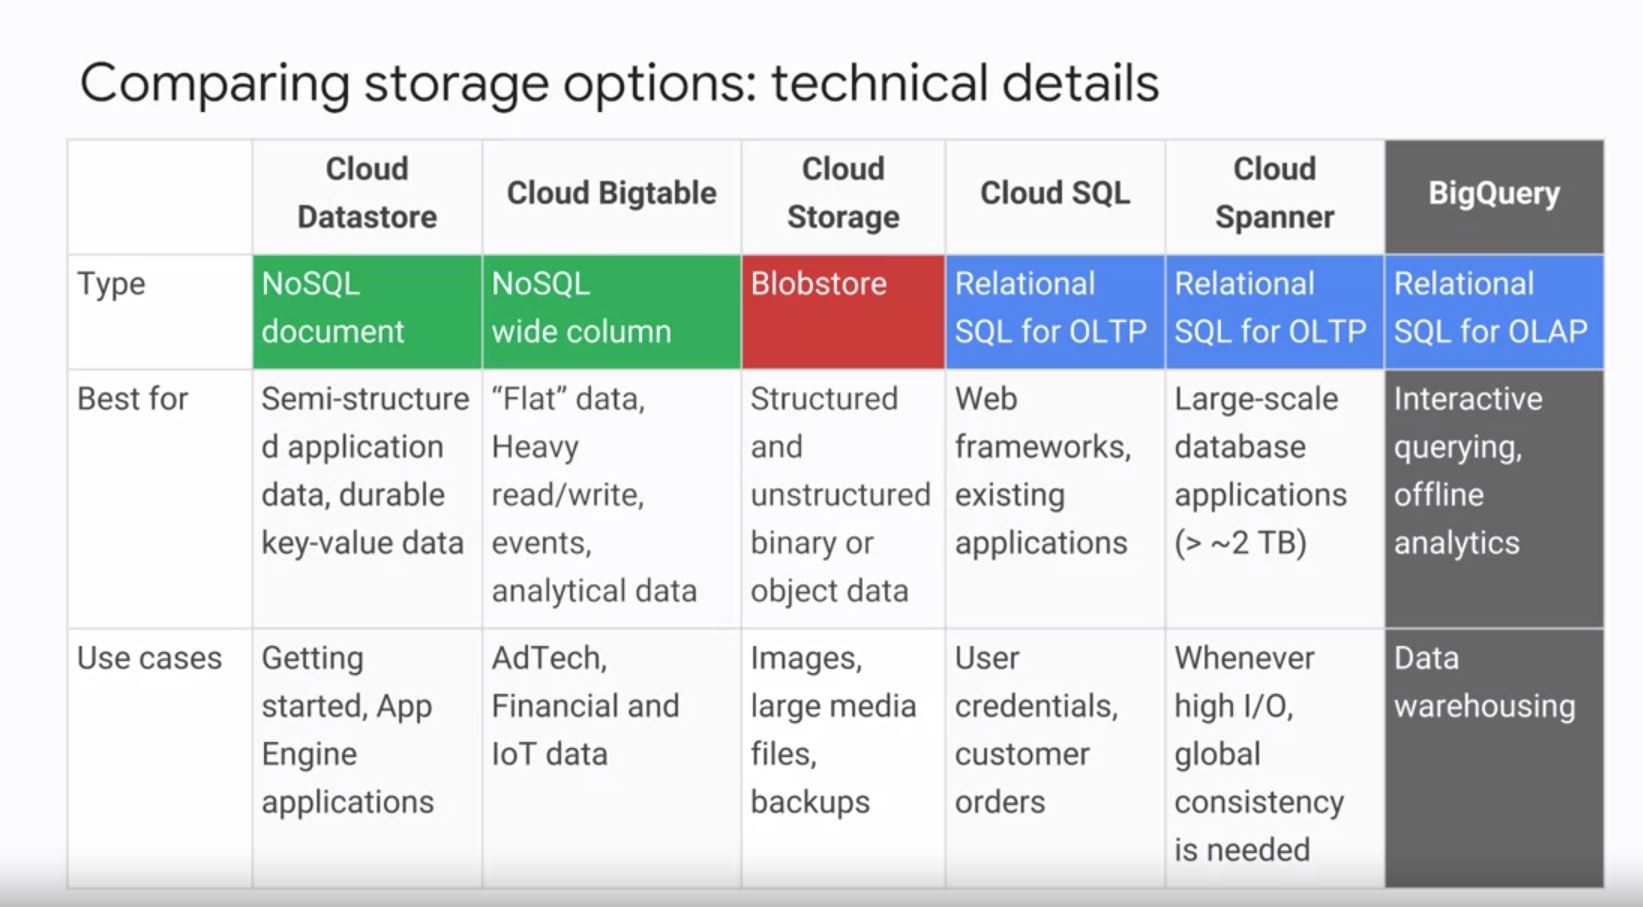 Comparing storage options: technical details
Cloud
Datastore
Cloud Bigtable
Cloud
Storage
Cloud SQL
Cloud
Spanner
BigQuery
Type
NoSQL
document
NoSQL
wide column
Blobstore
Relational
SQL for OLTP
Relational
SQL for OLTP
Relational
SQL for OLAP
Best for
Semi-structure
d application
data, durable
key-value data
“Flat” data,
Heavy
read/write,
events,
analytical data
Structured
and
unstructured
binary or
object data
Web
frameworks,
existing
applications
Large-scale
database
applications
(> ~2 TB)
Interactive
querying,
offline
analytics
Use cases
Getting
started, App
Engine
applications
AdTech,
Financial and
IoT data
Images,
large media
files,
backups
User
credentials,
customer
orders
Whenever
high I/O,
global
consistency
is needed
Data
warehousing